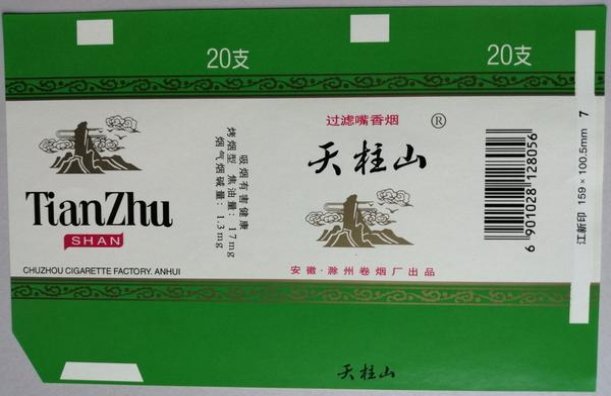 20支
20支
TianZhu
SHAN
CHUZHOU CIGARETTE FACTORY. ANHUI
吸烟有害健康
烤烟型 焦油量：17mg
烟气烟碱量：1.3mg
过滤嘴香烟
®
天柱山
安徽·滁州卷烟厂出品
6 901028 128056
江新印 159×100.5mm 7
天柱山